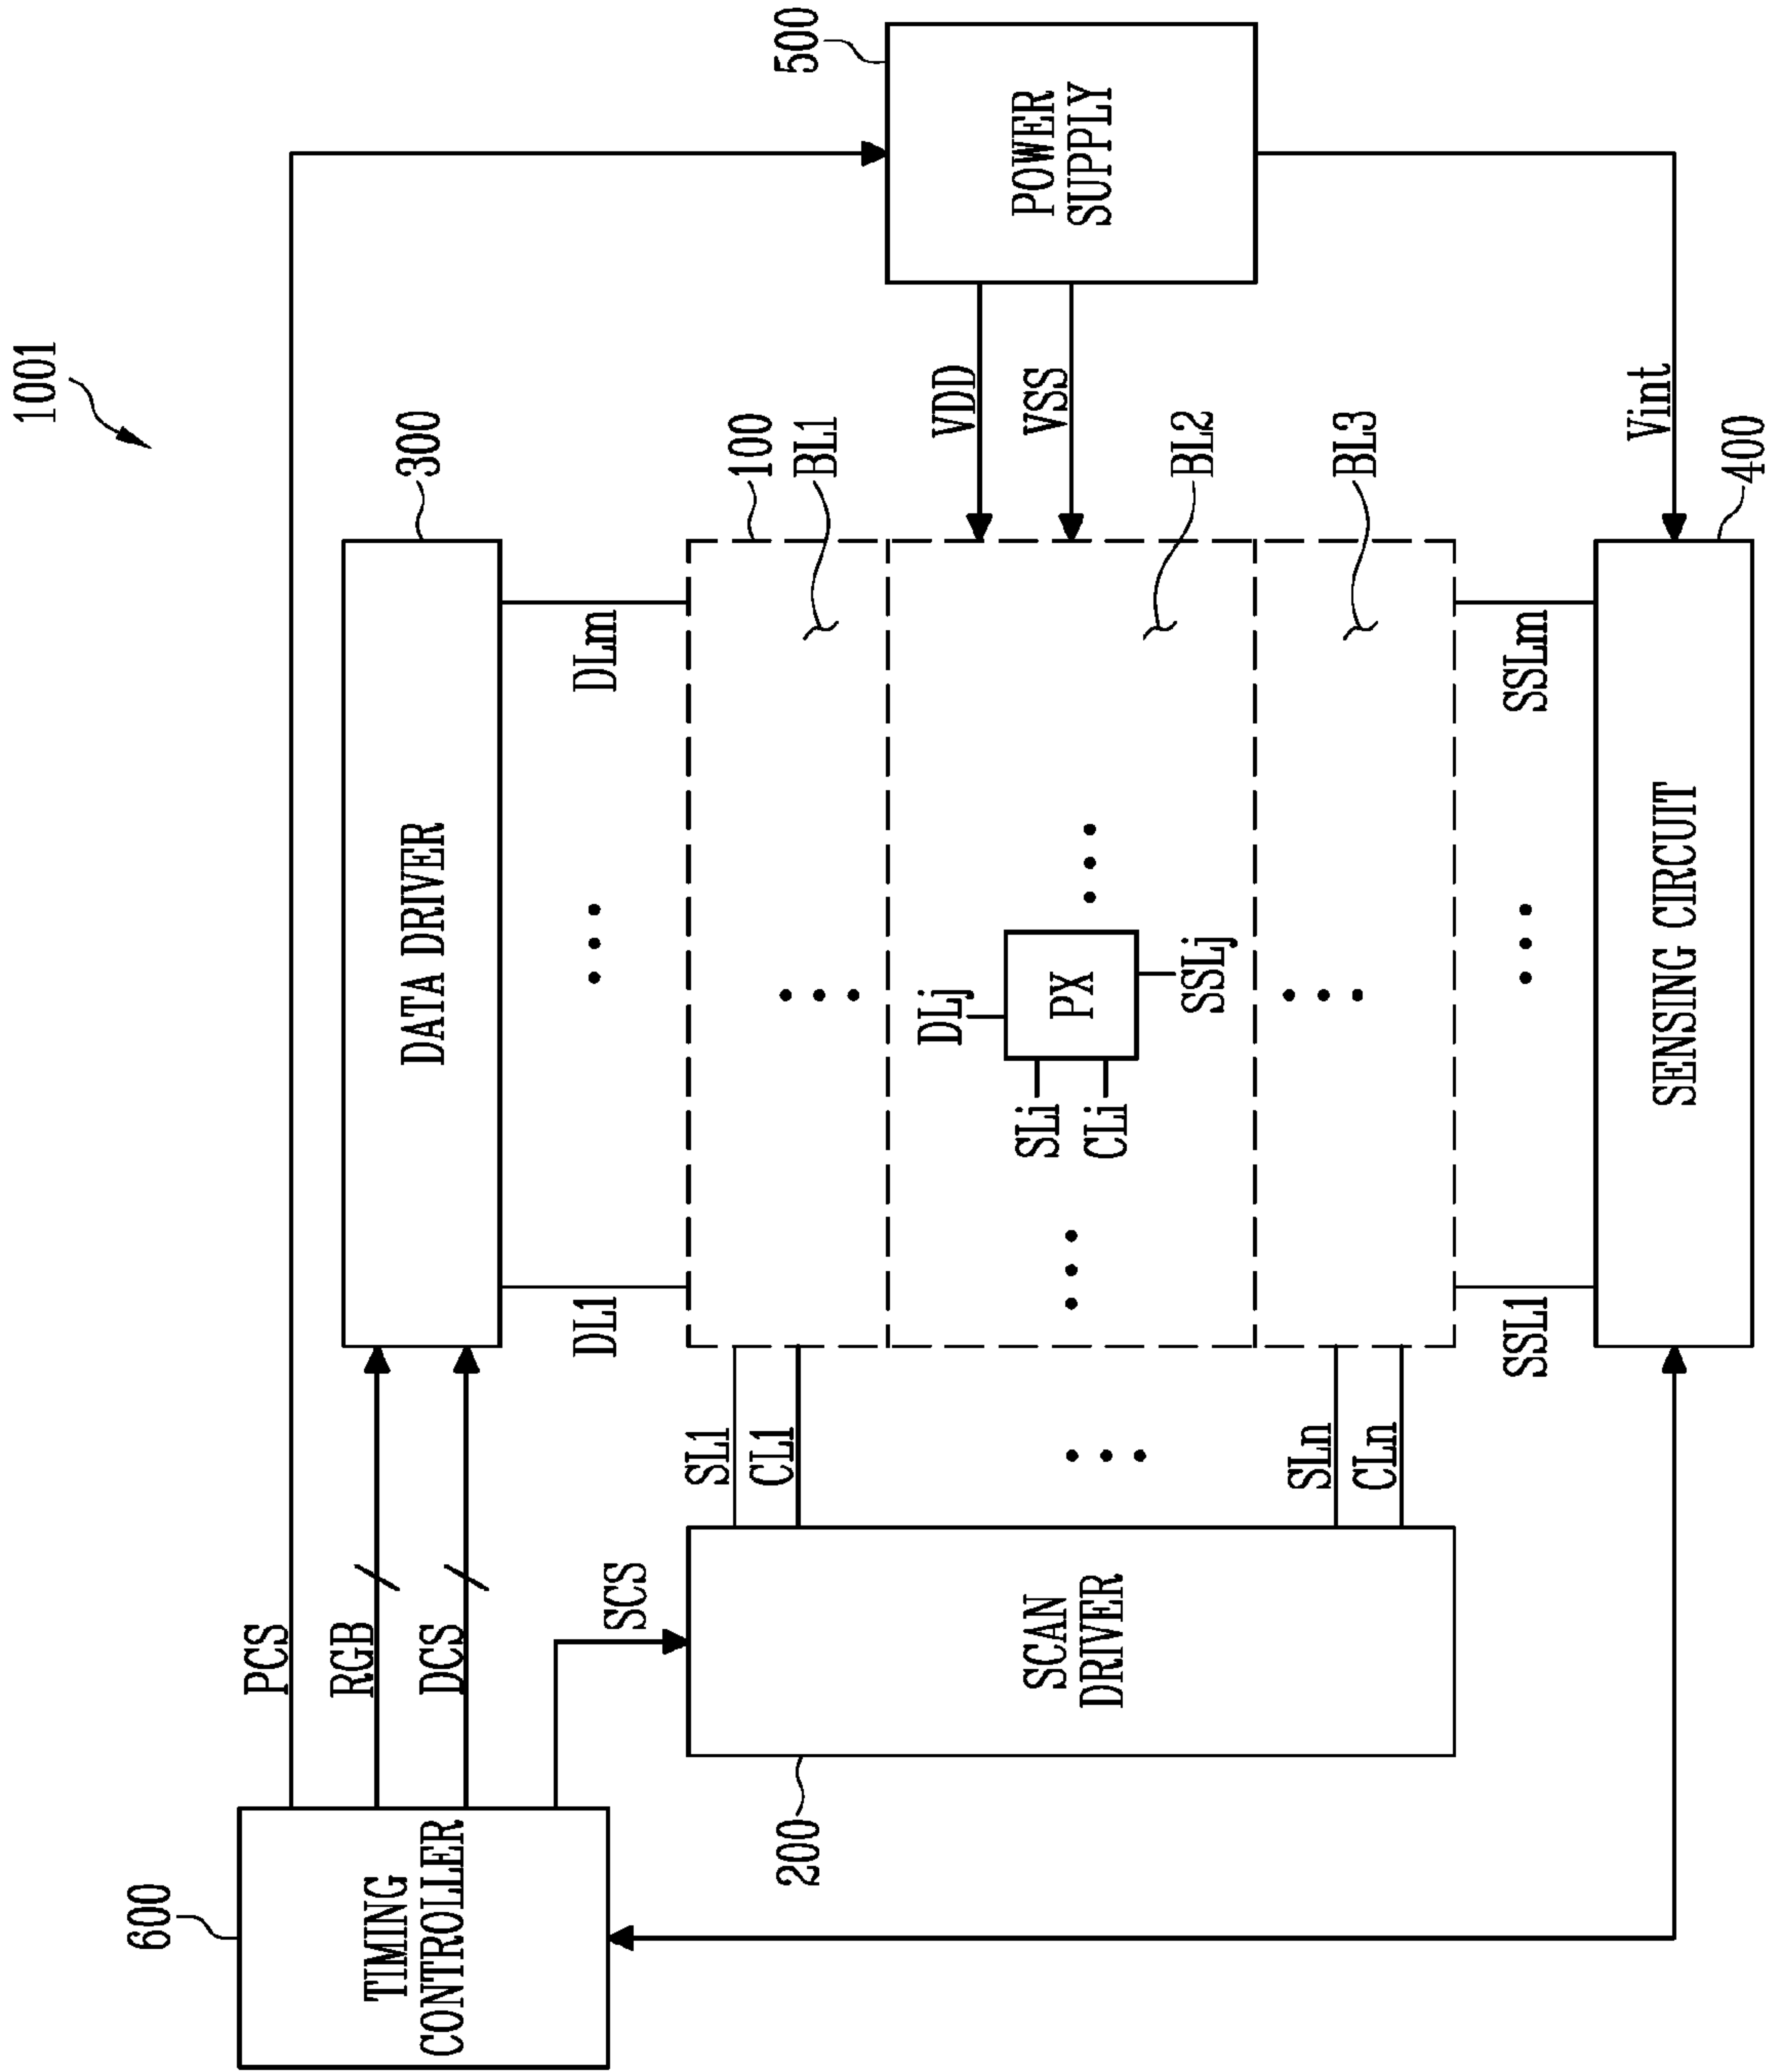 1001
600
TIMING
CONTROLLER
PCS
RGB
DCS
SCS
300
DATA DRIVER
DL1
DLm
100
BL1
500
POWER
SUPPLY
VDD
VSS
BL2
BL3
Vint
200
SCAN
DRIVER
SL1
CL1
SLn
CLn
DLj
SLi
CLi
PX
SSLj
SSL1
SSLm
400
SENSING CIRCUIT